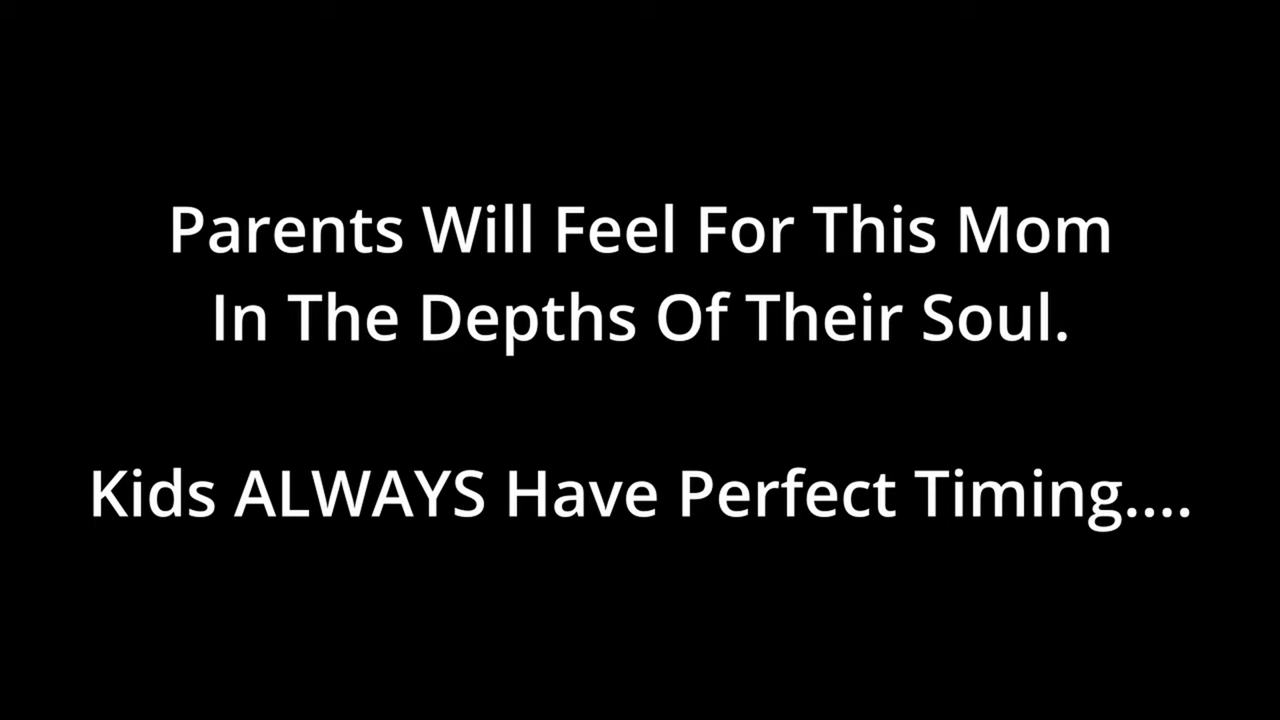 Parents Will Feel For This Mom
In The Depths Of Their Soul.
Kids ALWAYS Have Perfect Timing....